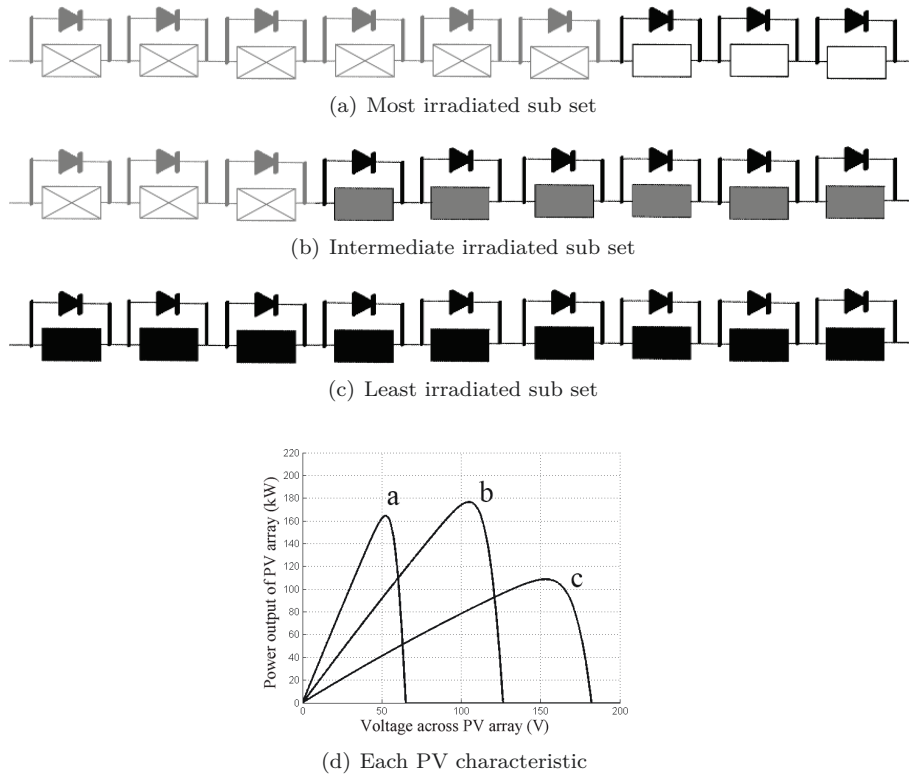 (a) Most irradiated sub set
(b) Intermediate irradiated sub set
(c) Least irradiated sub set
Power output of PV array (kW)
220
200
180
160
140
120
100
80
60
40
20
0
a
b
c
0 50 100 150 200
Voltage across PV array (V)
(d) Each PV characteristic